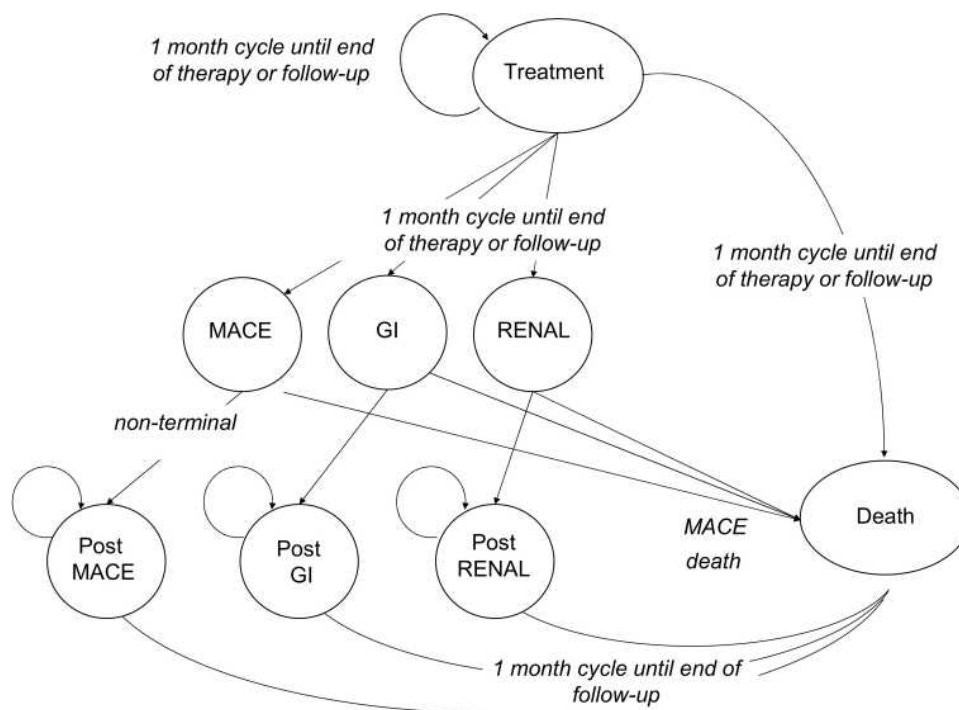 1 month cycle until end
of therapy or follow-up
Treatment
1 month cycle until end
of therapy or follow-up
1 month cycle until end
of therapy or follow-up
MACE
GI
RENAL
non-terminal
Death
MACE
death
Post
MACE
Post
GI
Post
RENAL
1 month cycle until end of
follow-up